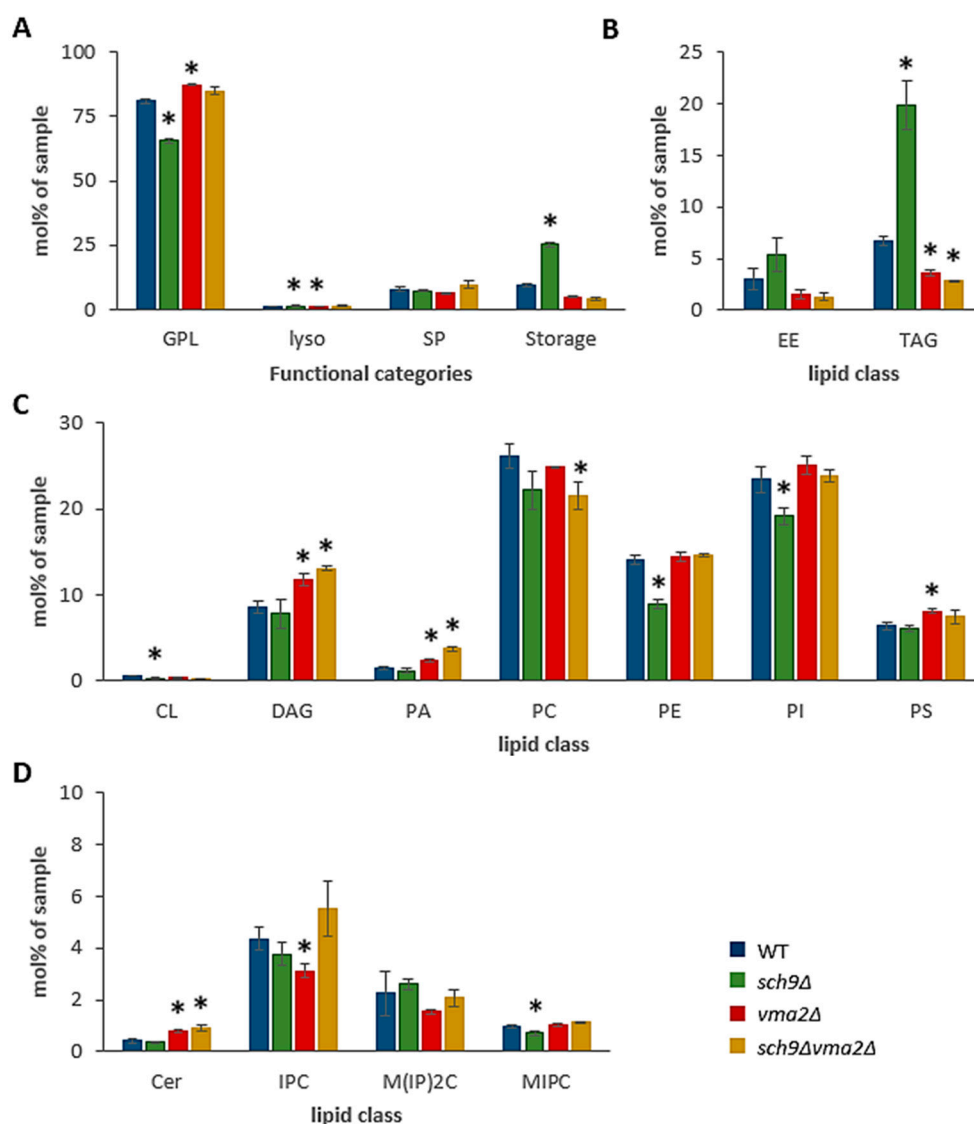 A
mol% of sample
100
75
50
25
0
* * * * *
GPL lyso SP Storage
Functional categories
B
mol% of sample
25
20
15
10
5
0
* * *
EE TAG
lipid class
C
mol% of sample
30
20
10
0
* * * * * * * * *
CL DAG PA PC PE PI PS
lipid class
D
mol% of sample
10
8
6
4
2
0
* * * *
Cer IPC M(IP)2C MIPC
lipid class
WT
sch9Δ
vma2Δ
sch9Δvma2Δ